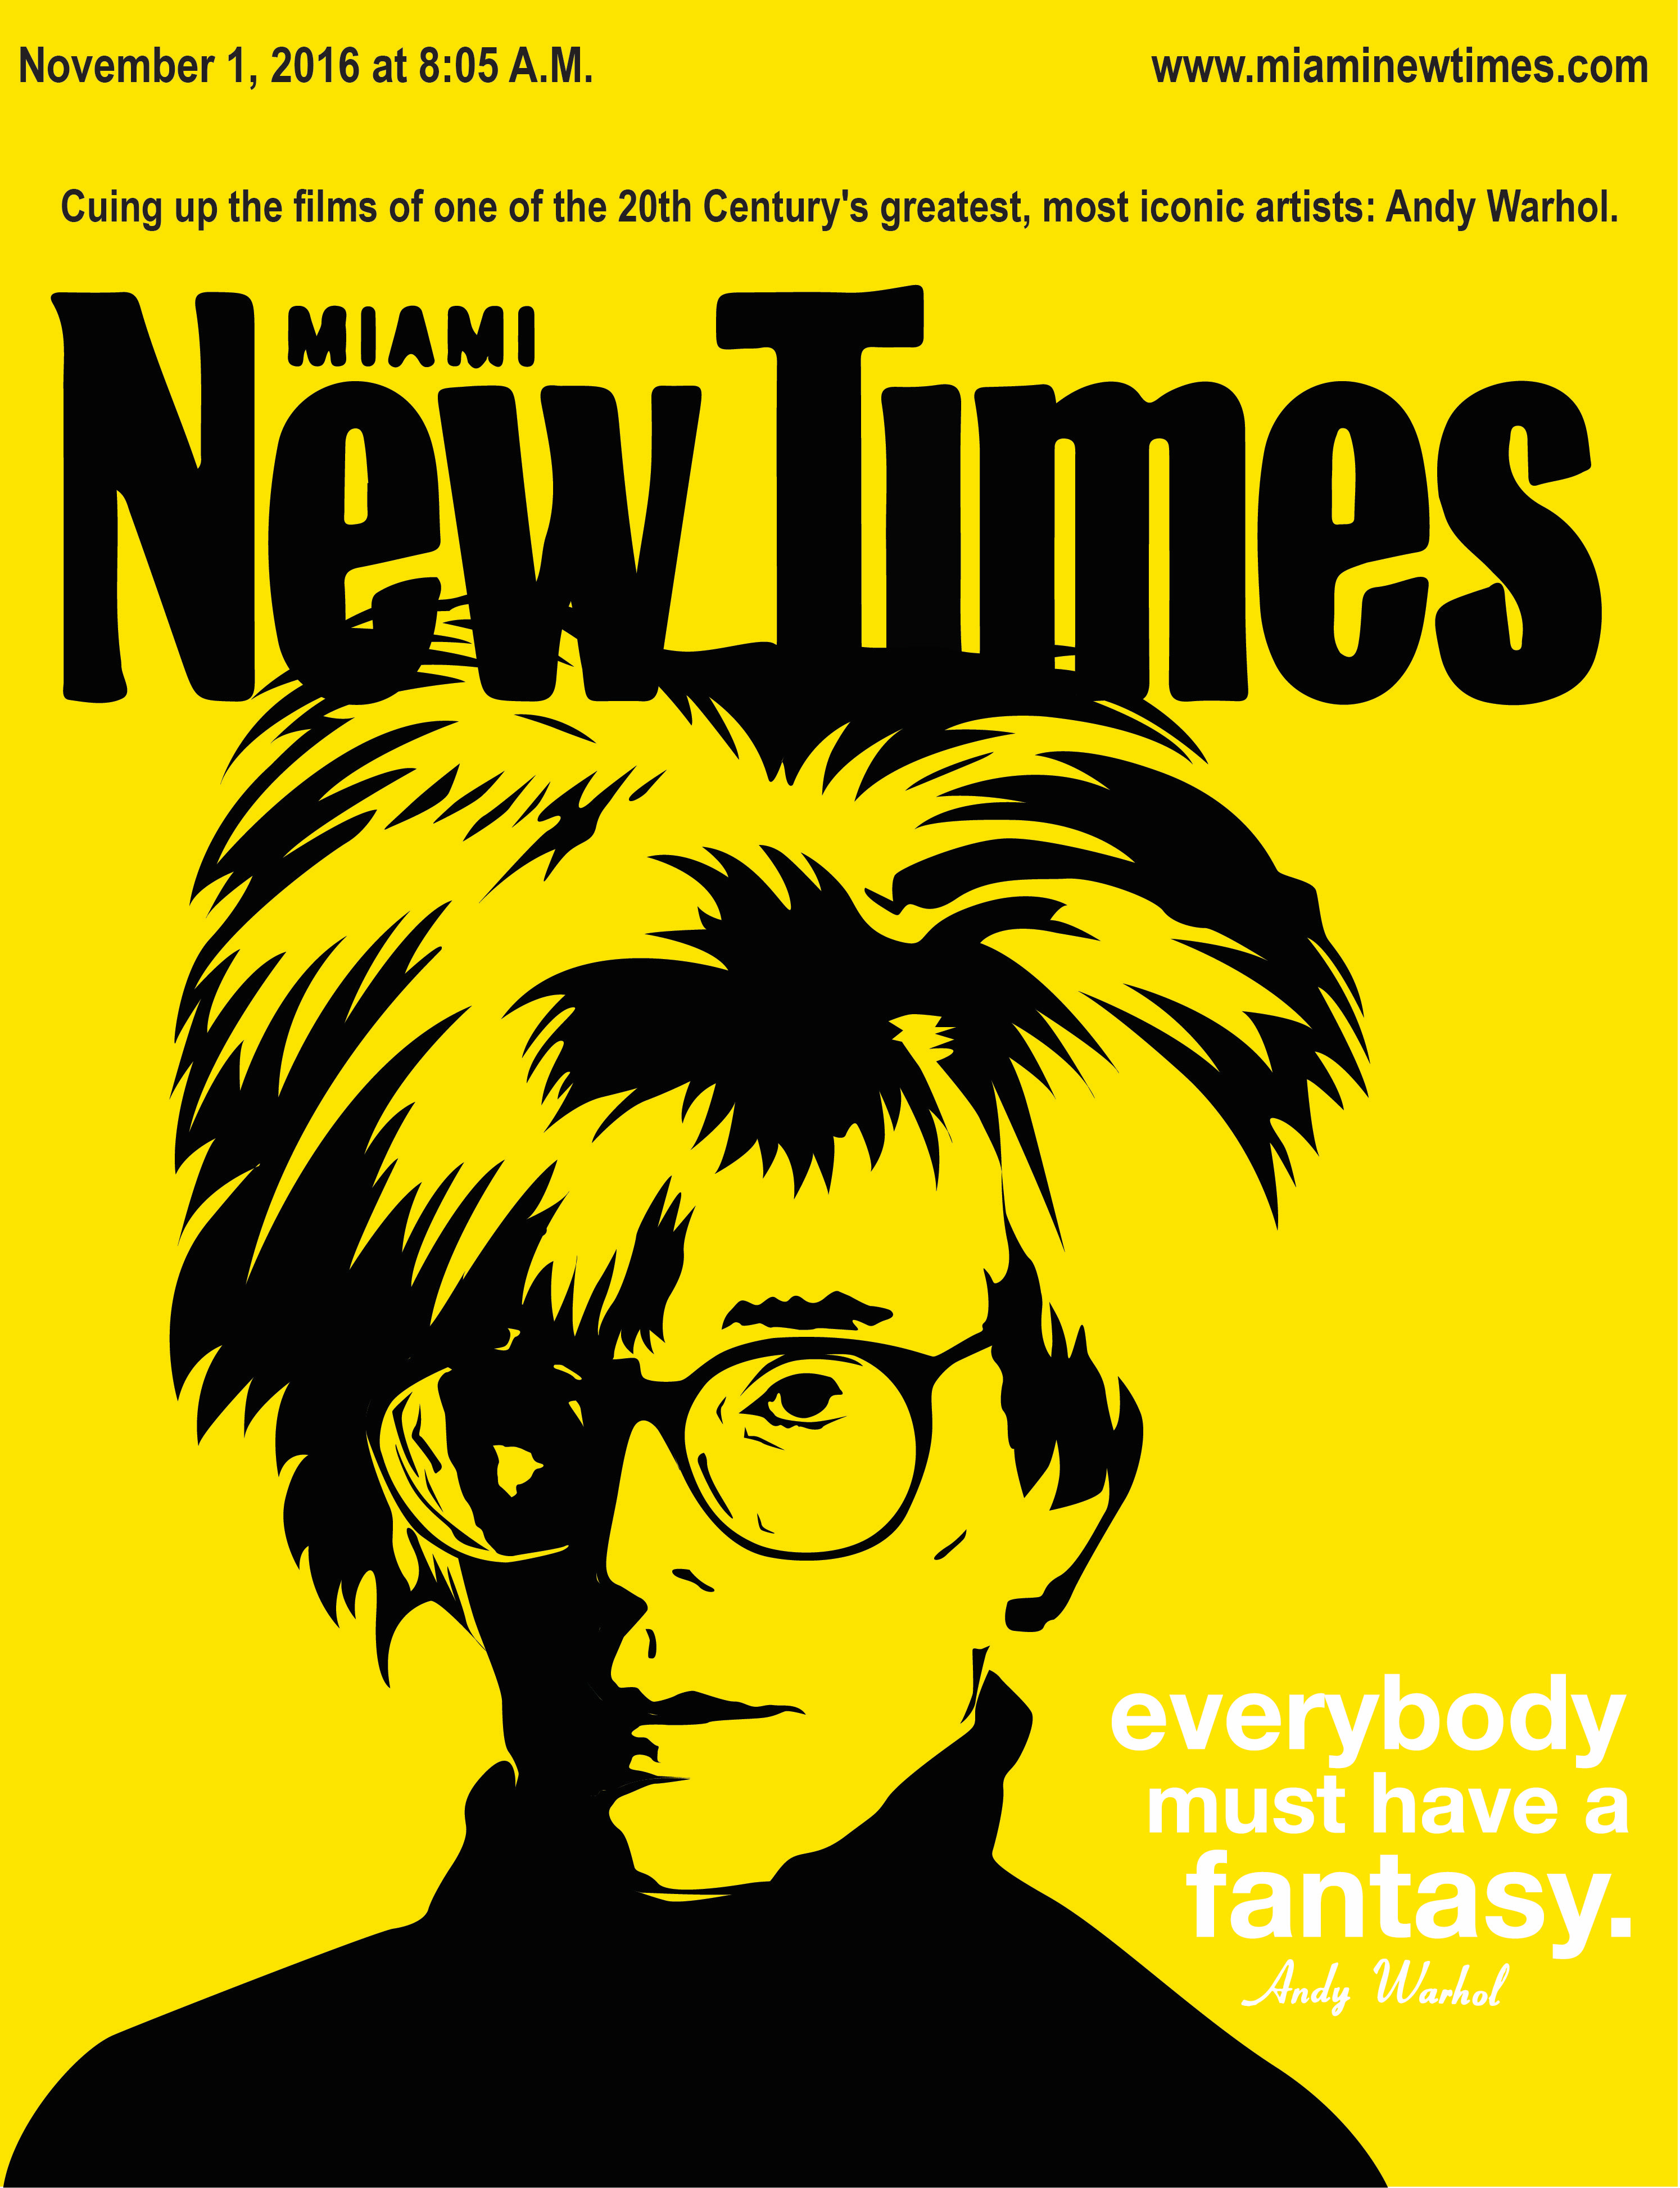 November 1, 2016 at 8:05 A.M.
www.miaminewtimes.com
Cuing up the films of one of the 20th Century's greatest, most iconic artists: Andy Warhol.
MIAMI
New Times
everybody
must have a
fantasy.
Andy Warhol